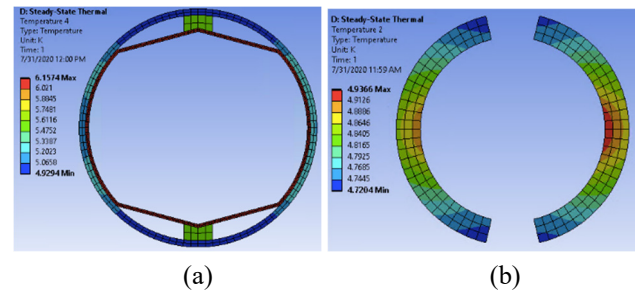 D: Steady-State Thermal
Temperature 4
Type: Temperature
Unit: K
Time: 1
7/31/2020 12:00 PM
6.1574 Max
6.021
5.8845
5.7481
5.6116
5.4752
5.3387
5.2023
5.0658
4.9294 Min
(a)
D: Steady-State Thermal
Temperature 2
Type: Temperature
Unit: K
Time: 1
7/31/2020 11:59 AM
4.9366 Max
4.9126
4.8886
4.8646
4.8405
4.8165
4.7925
4.7685
4.7445
4.7204 Min
(b)